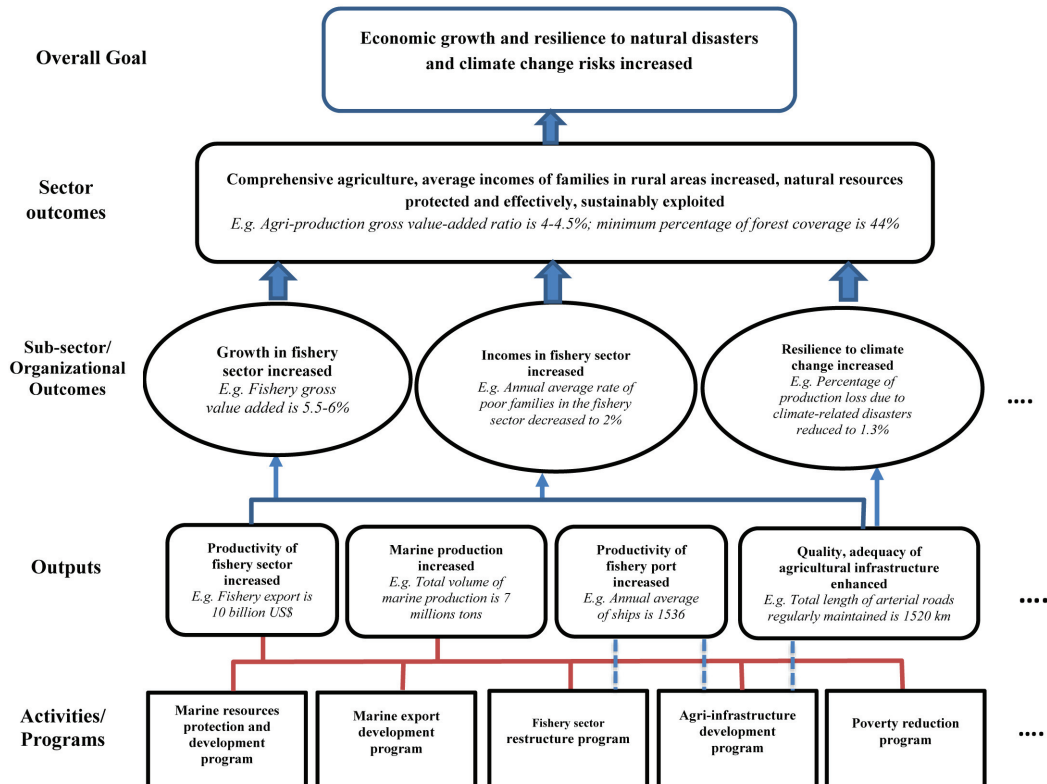 Overall Goal
Economic growth and resilience to natural disasters
and climate change risks increased
Sector
outcomes
Comprehensive agriculture, average incomes of families in rural areas increased, natural resources
protected and effectively, sustainably exploited
E.g. Agri-production gross value-added ratio is 4-4.5%; minimum percentage of forest coverage is 44%
Sub-sector/
Organizational
Outcomes
Growth in fishery
sector increased
E.g. Fishery gross
value added is 5.5-6%
Incomes in fishery sector
increased
E.g. Annual average rate of
poor families in the fishery
sector decreased to 2%
Resilience to climate
change increased
E.g. Percentage of
production loss due to
climate-related disasters
reduced to 1.3%
....
Outputs
Productivity of
fishery sector
increased
E.g. Fishery export is
10 billion US$
Marine production
increased
E.g. Total volume of
marine production is 7
millions tons
Productivity of
fishery port
increased
E.g. Annual average
of ships is 1536
Quality, adequacy of
agricultural infrastructure
enhanced
E.g. Total length of arterial roads
regularly maintained is 1520 km
....
Activities/
Programs
Marine resources
protection and
development
program
Marine export
development
program
Fishery sector
restructure program
Agri-infrastructure
development
program
Poverty reduction
program
....